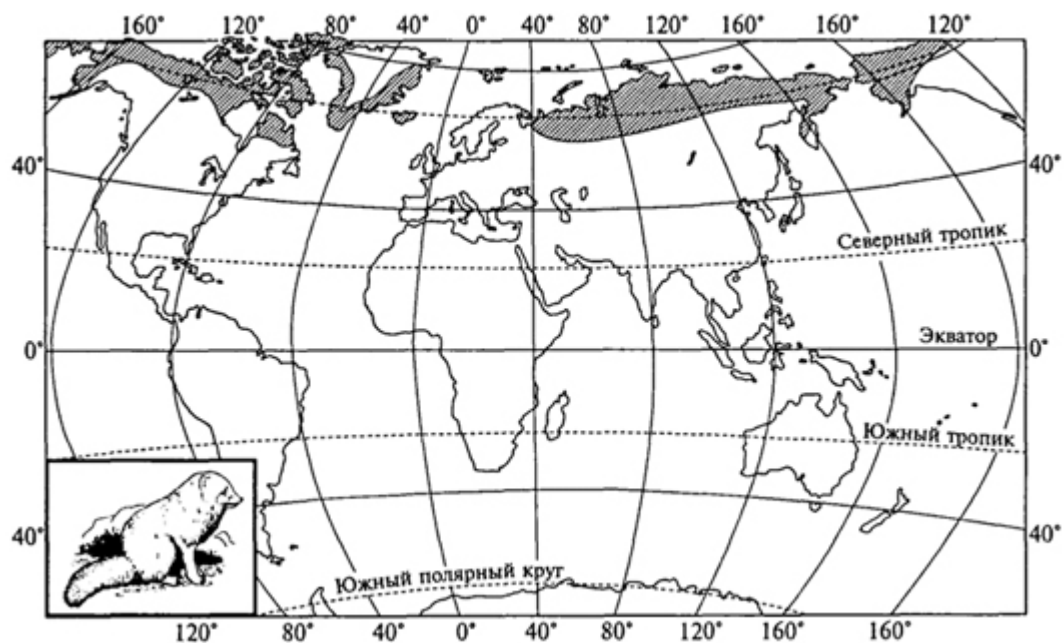 160° 120° 80° 40° 0° 40° 80° 120° 160° 160° 120°
40° 40°
Северный тропик
Экватор
0° 0°
Южный тропик
40° 40°
Южный полярный круг
120° 80° 40° 0° 40° 80° 120° 160° 160°